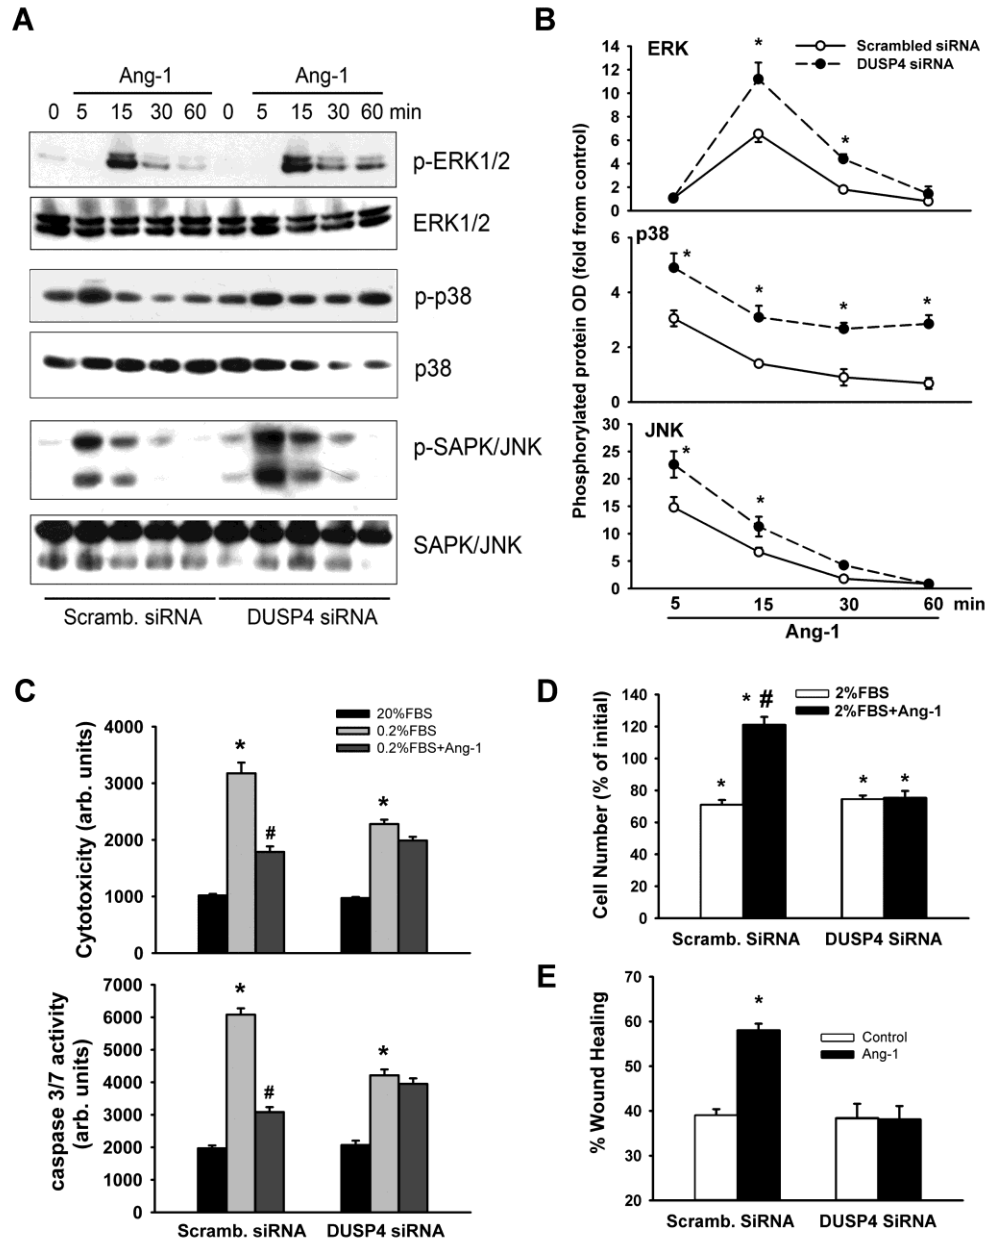 A
Ang-1 Ang-1
0 5 15 30 60 0 5 15 30 60 min
p-ERK1/2
ERK1/2
p-p38
p38
p-SAPK/JNK
SAPK/JNK
Scramb. siRNA DUSP4 siRNA
B
Phosphorylated protein OD (fold from control)
ERK
Scrambled siRNA
DUSP4 siRNA
14
12
10
8
6
4
2
0
*
*
p38
6
4
2
0
*
*
*
*
JNK
30
25
20
15
10
5
0
*
*
5 15 30 60 min
Ang-1
C
20%FBS
0.2%FBS
0.2%FBS+Ang-1
Cytotoxicity (arb. units)
4000
3000
2000
1000
0
*
#
*
caspase 3/7 activity
(arb. units)
7000
6000
5000
4000
3000
2000
1000
0
*
#
*
Scramb. siRNA DUSP4 siRNA
D
2%FBS
2%FBS+Ang-1
Cell Number (% of initial)
140
120
100
80
60
40
20
0
*
* #
*
*
Scramb. SiRNA DUSP4 SiRNA
E
% Wound Healing
70
60
50
40
30
20
*
Control
Ang-1
Scramb. SiRNA DUSP4 SiRNA